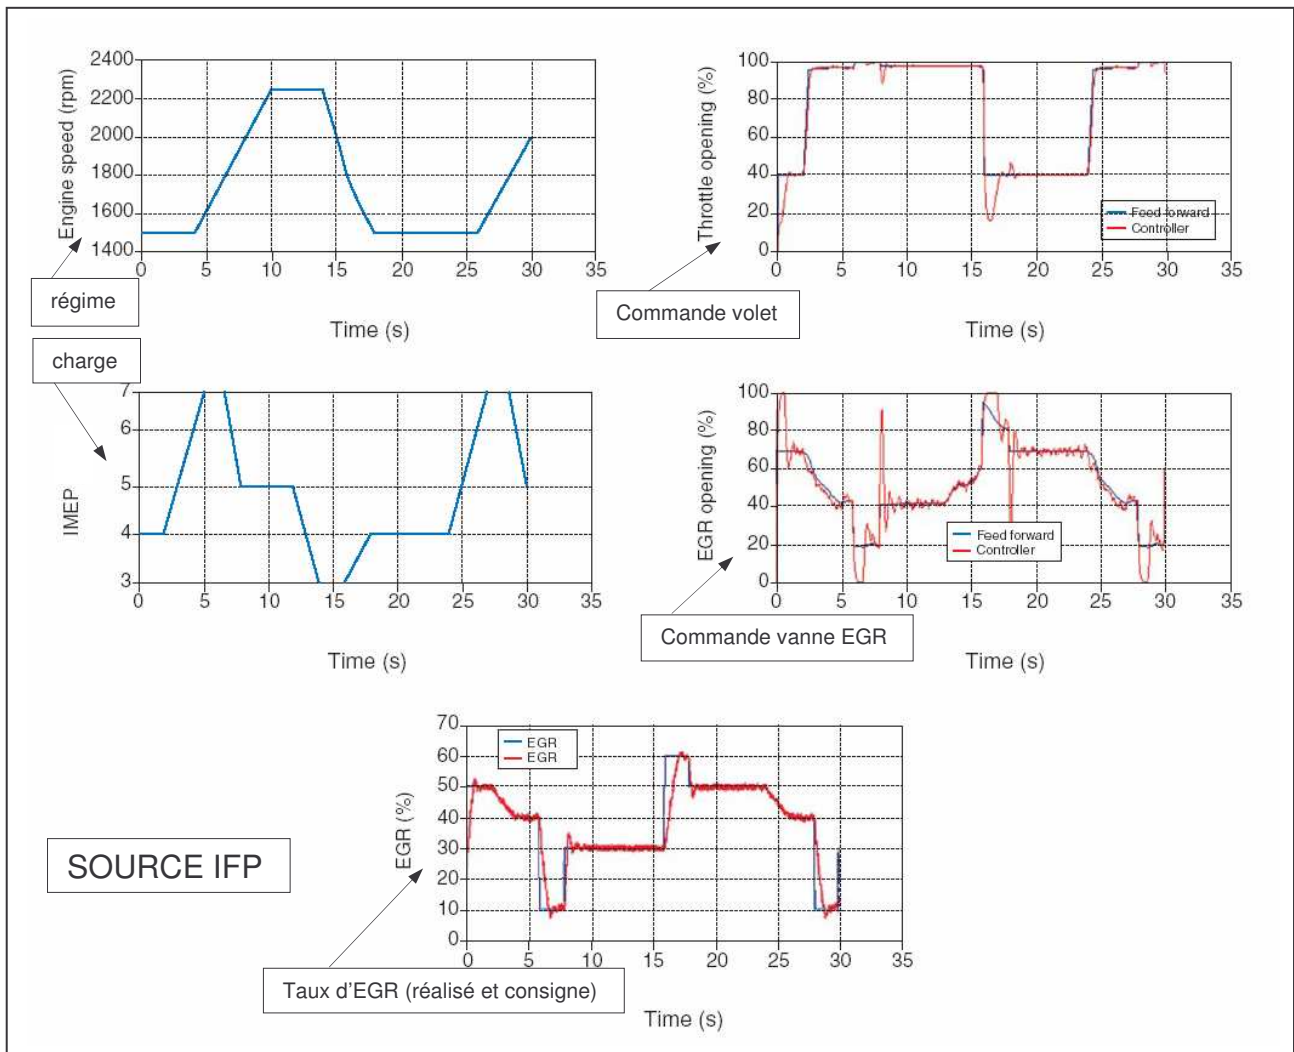 2400
2200
2000
1800
1600
1400
Engine speed (rpm)
0 5 10 15 20 25 30 35
Time (s)
régime
100
80
60
40
20
0
Throttle opening (%)
Feed forward
Controller
0 5 10 15 20 25 30 35
Time (s)
Commande volet
charge
7
6
5
4
3
IMEP
0 5 10 15 20 25 30 35
Time (s)
100
80
60
40
20
0
EGR opening (%)
Feed forward
Controller
0 5 10 15 20 25 30 35
Time (s)
Commande vanne EGR
70
60
50
40
30
20
10
0
EGR (%)
EGR
EGR
0 5 10 15 20 25 30 35
Time (s)
SOURCE IFP
Taux d'EGR (réalisé et consigne)